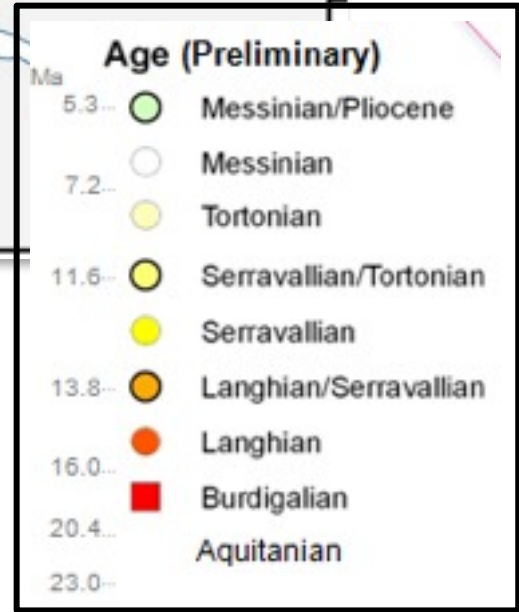 Age (Preliminary)
Ma
5.3... Messinian/Pliocene
Messinian
7.2...
Tortonian
11.6... Serravallian/Tortonian
Serravallian
13.8... Langhian/Serravallian
Langhian
16.0...
Burdigalian
20.4...
Aquitanian
23.0...